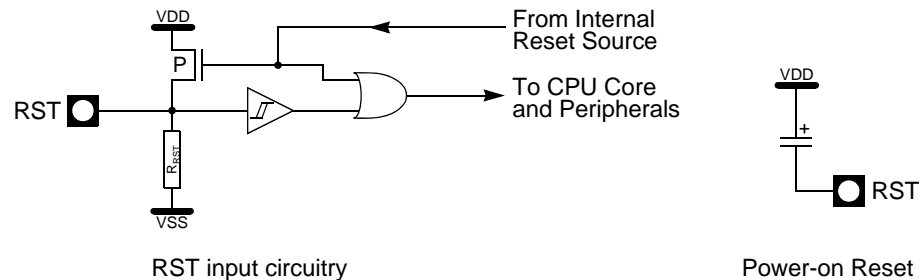 VDD
From Internal
Reset Source
P
To CPU Core
and Peripherals
RST
RRST
VSS
RST input circuitry
VDD
+
RST
Power-on Reset